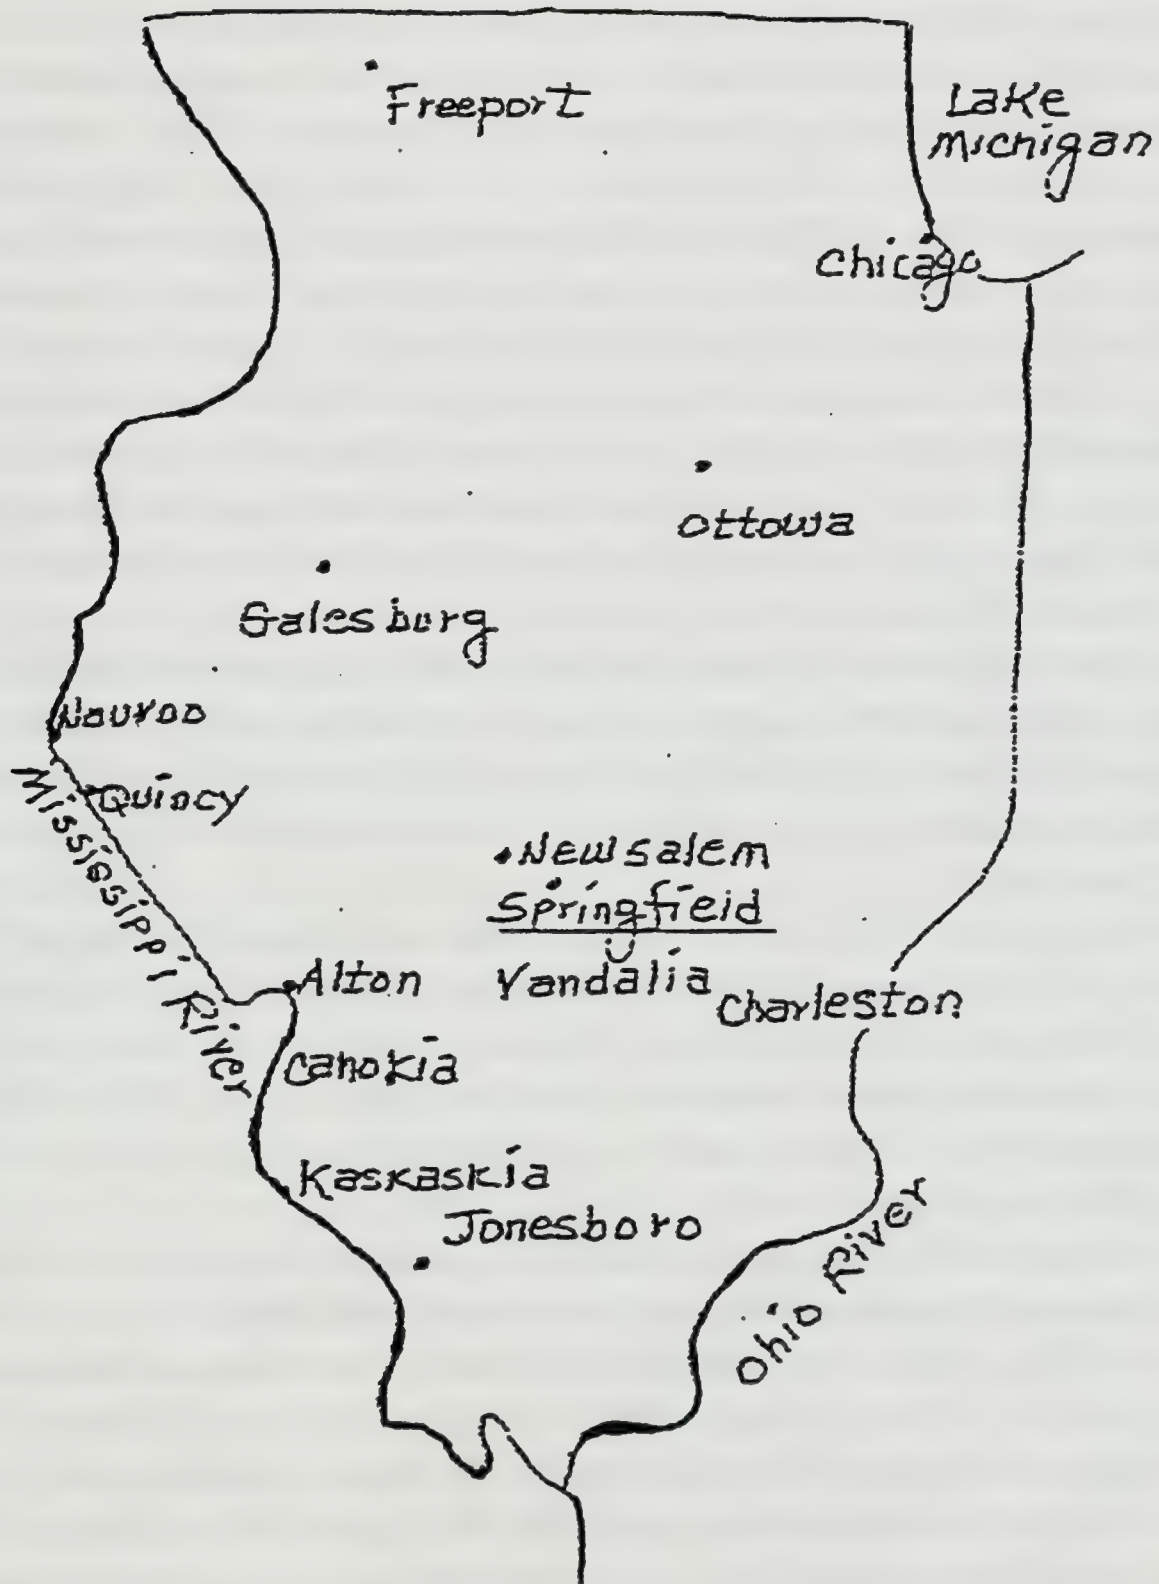 Freeport
Lake
Michigan
Chicago
Ottowa
Galesburg
Nauvoo
Quincy
Mississippi River
New salem
Springfield
Alton
Vandalia
Charleston
Cahokia
Kaskaskia
Jonesboro
Ohio River